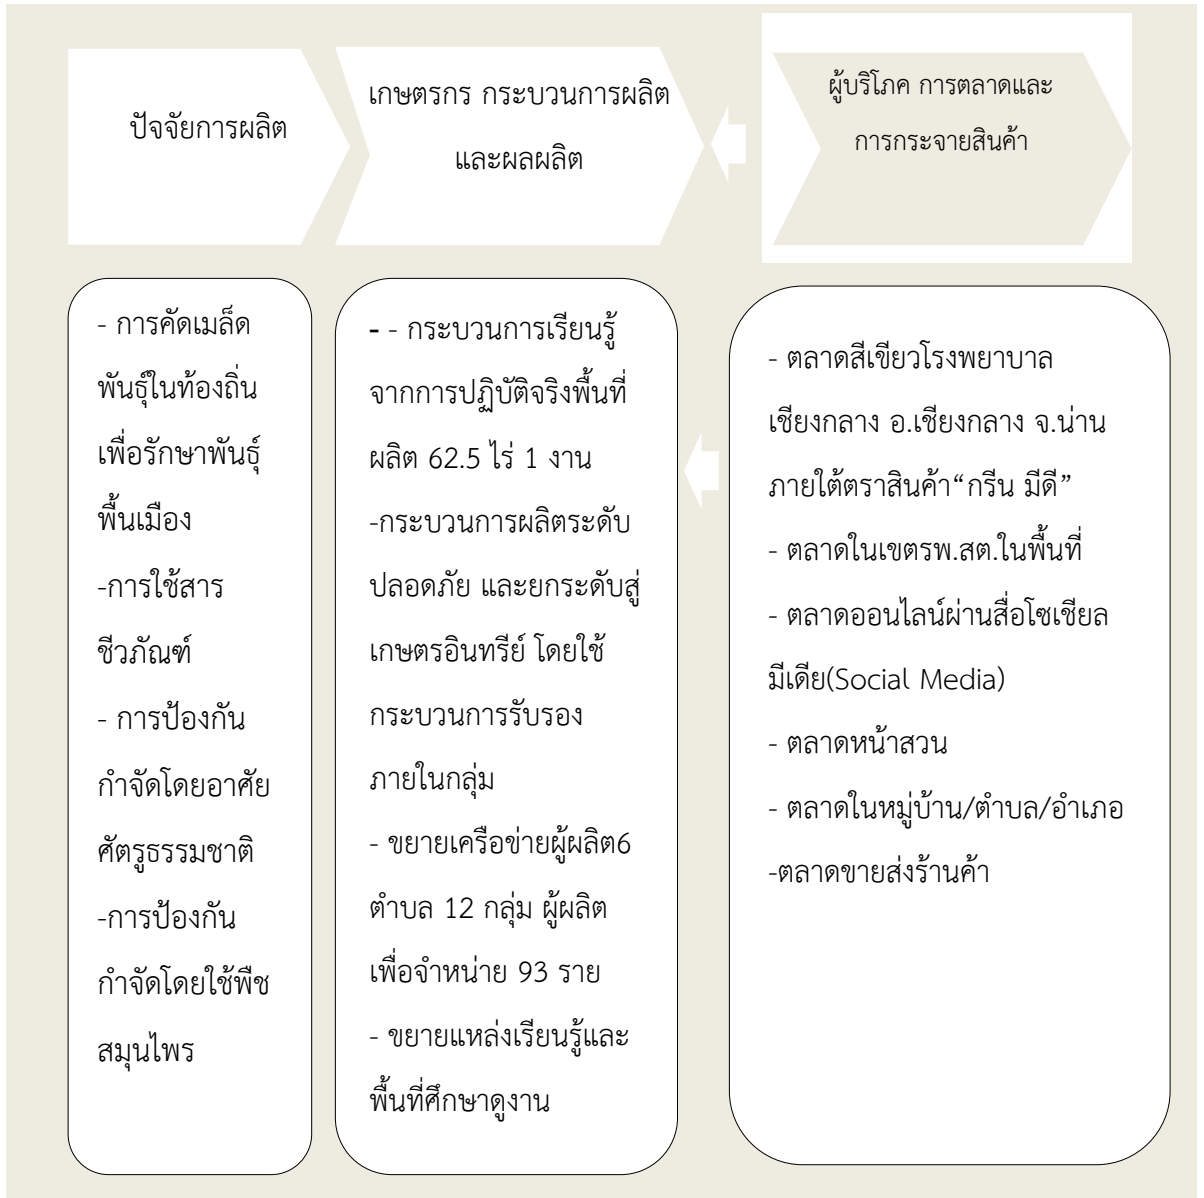 ปัจจัยการผลิต
เกษตรกร กระบวนการผลิต
และผลผลิต
ผู้บริโภค การตลาดและ
การกระจายสินค้า
- การคัดเมล็ด
พันธุ์ในท้องถิ่น
เพื่อรักษาพันธุ์
พื้นเมือง
-การใช้สาร
ชีวภัณฑ์
- การป้องกัน
กำจัดโดยอาศัย
ศัตรูธรรมชาติ
-การป้องกัน
กำจัดโดยใช้พืช
สมุนไพร
- - กระบวนการเรียนรู้
จากการปฏิบัติจริงพื้นที่
ผลิต 62.5 ไร่ 1 งาน
-กระบวนการผลิตระดับ
ปลอดภัย และยกระดับสู่
เกษตรอินทรีย์ โดยใช้
กระบวนการรับรอง
ภายในกลุ่ม
- ขยายเครือข่ายผู้ผลิต6
ตำบล 12 กลุ่ม ผู้ผลิต
เพื่อจำหน่าย 93 ราย
- ขยายแหล่งเรียนรู้และ
พื้นที่ศึกษาดูงาน
- ตลาดสีเขียวโรงพยาบาล
เชียงกลาง อ.เชียงกลาง จ.น่าน
ภายใต้ตราสินค้า“กรีน มีดี”
- ตลาดในเขตรพ.สต.ในพื้นที่
- ตลาดออนไลน์ผ่านสื่อโซเชียล
มีเดีย(Social Media)
- ตลาดหน้าสวน
- ตลาดในหมู่บ้าน/ตำบล/อำเภอ
-ตลาดขายส่งร้านค้า